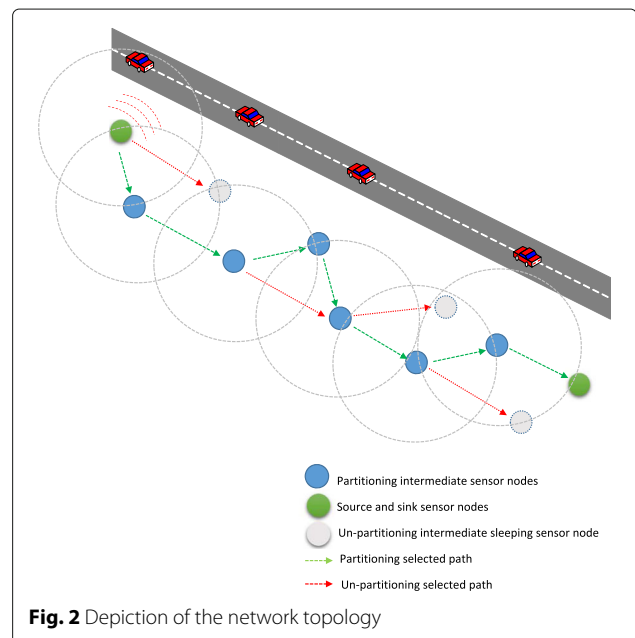 Partitioning intermediate sensor nodes
Source and sink sensor nodes
Un-partitioning intermediate sleeping sensor node
Partitioning selected path
Un-partitioning selected path
Fig. 2 Depiction of the network topology